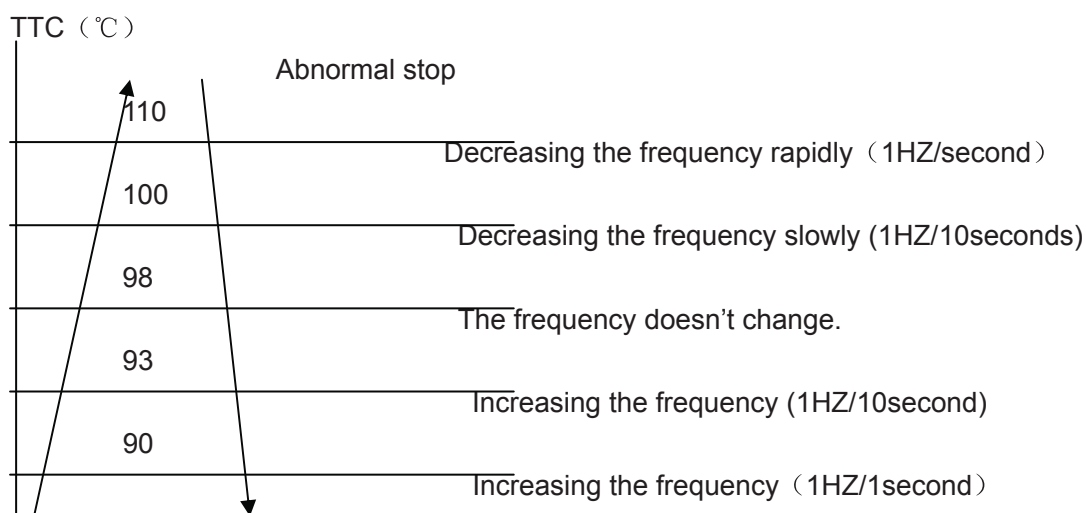 TTC（℃）
Abnormal stop
110
Decreasing the frequency rapidly（1HZ/second）
100
Decreasing the frequency slowly (1HZ/10seconds)
98
The frequency doesn’t change.
93
Increasing the frequency (1HZ/10second)
90
Increasing the frequency（1HZ/1second）